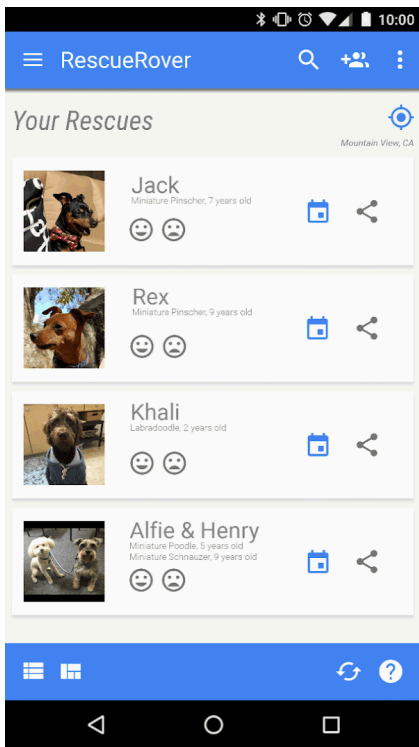 10:00
RescueRover
Your Rescues
Mountain View, CA
Jack
Miniature Pinscher, 7 years old
Rex
Miniature Pinscher, 9 years old
Khali
Labradoodle, 2 years old
Alfie & Henry
Miniature Poodle, 5 years old
Miniature Schnauzer, 9 years old